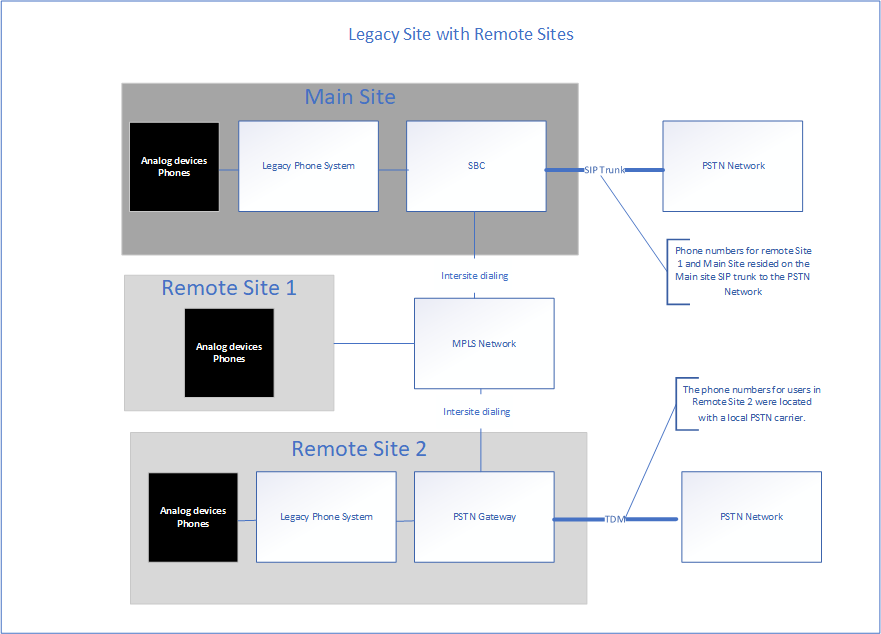 Legacy Site with Remote Sites
Main Site
Analog devices
Phones
Legacy Phone System
SBC
SIP Trunk
PSTN Network
Phone numbers for remote Site
1 and Main Site resided on the
Main site SIP trunk to the PSTN
Network
Intersite dialing
Remote Site 1
Analog devices
Phones
MPLS Network
Intersite dialing
The phone numbers for users in
Remote Site 2 were located
with a local PSTN carrier.
Remote Site 2
Analog devices
Phones
Legacy Phone System
PSTN Gateway
TDM
PSTN Network